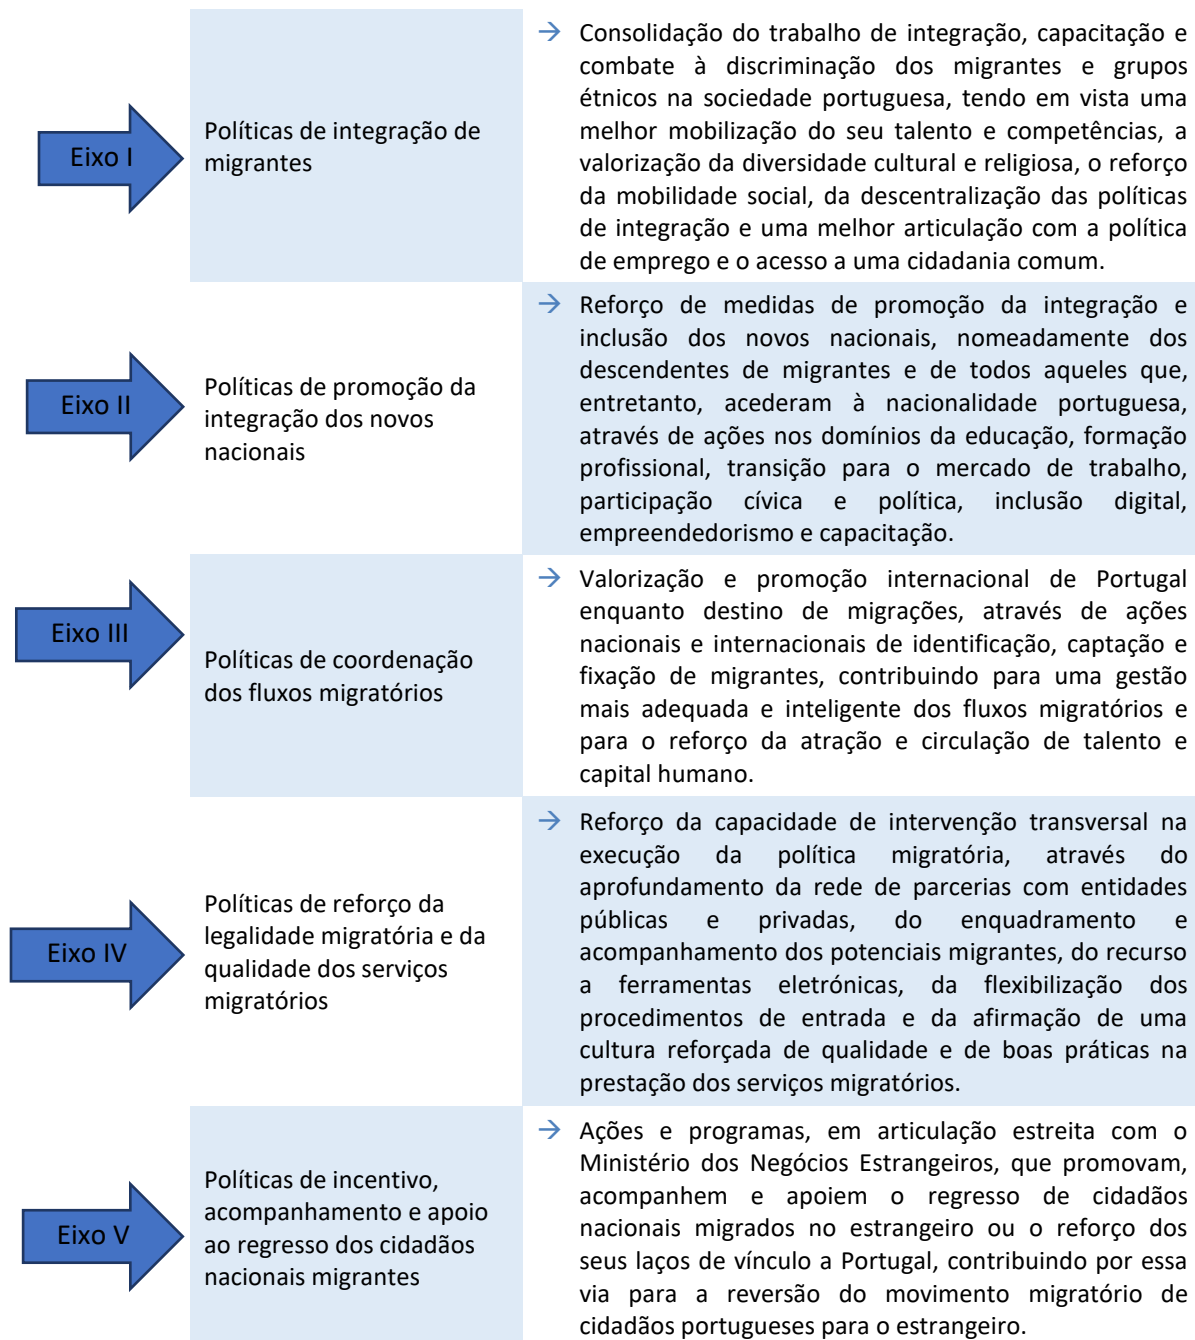 Eixo I
Políticas de integração de
migrantes
→ Consolidação do trabalho de integração, capacitação e
combate à discriminação dos migrantes e grupos
étnicos na sociedade portuguesa, tendo em vista uma
melhor mobilização do seu talento e competências, a
valorização da diversidade cultural e religiosa, o reforço
da mobilidade social, da descentralização das políticas
de integração e uma melhor articulação com a política
de emprego e o acesso a uma cidadania comum.
Eixo II
Políticas de promoção da
integração dos novos
nacionais
→ Reforço de medidas de promoção da integração e
inclusão dos novos nacionais, nomeadamente dos
descendentes de migrantes e de todos aqueles que,
entretanto, acederam à nacionalidade portuguesa,
através de ações nos domínios da educação, formação
profissional, transição para o mercado de trabalho,
participação cívica e política, inclusão digital,
empreendedorismo e capacitação.
Eixo III
Políticas de coordenação
dos fluxos migratórios
→ Valorização e promoção internacional de Portugal
enquanto destino de migrações, através de ações
nacionais e internacionais de identificação, captação e
fixação de migrantes, contribuindo para uma gestão
mais adequada e inteligente dos fluxos migratórios e
para o reforço da atração e circulação de talento e
capital humano.
Eixo IV
Políticas de reforço da
legalidade migratória e da
qualidade dos serviços
migratórios
→ Reforço da capacidade de intervenção transversal na
execução da política migratória, através do
aprofundamento da rede de parcerias com entidades
públicas e privadas, do enquadramento e
acompanhamento dos potenciais migrantes, do recurso
a ferramentas eletrónicas, da flexibilização dos
procedimentos de entrada e da afirmação de uma
cultura reforçada de qualidade e de boas práticas na
prestação dos serviços migratórios.
Eixo V
Políticas de incentivo,
acompanhamento e apoio
ao regresso dos cidadãos
nacionais migrantes
→ Ações e programas, em articulação estreita com o
Ministério dos Negócios Estrangeiros, que promovam,
acompanhem e apoiem o regresso de cidadãos
nacionais migrados no estrangeiro ou o reforço dos
seus laços de vínculo a Portugal, contribuindo por essa
via para a reversão do movimento migratório de
cidadãos portugueses para o estrangeiro.